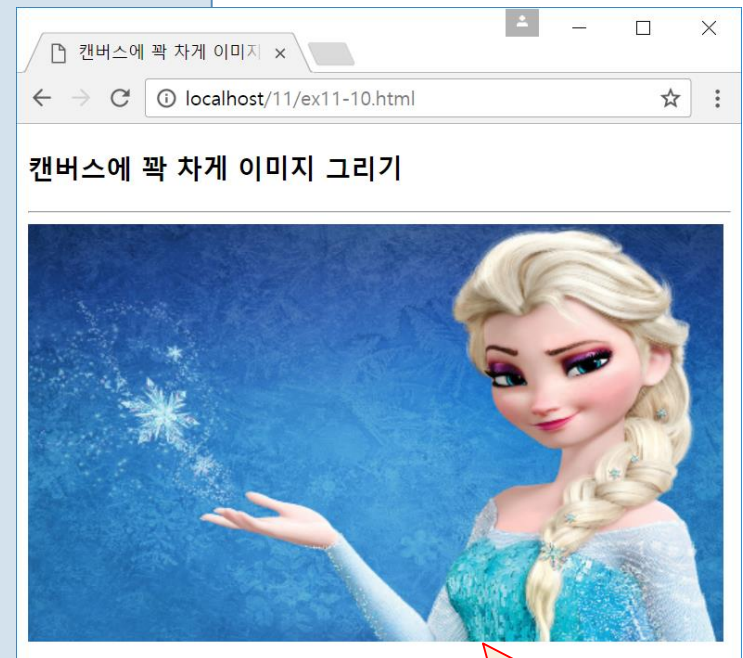 캔버스에 꽉 차게 이미지
localhost/11/ex11-10.html
캔버스에 꽉 차게 이미지 그리기